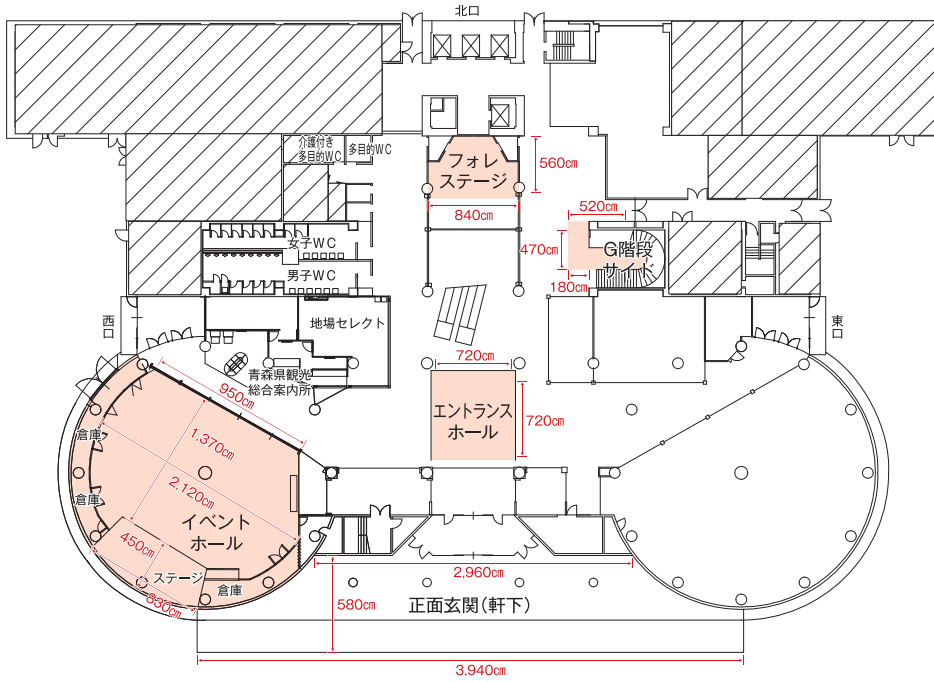 北口
介護付き
多目的WC
多目的WC
フォレ
ステージ
560㎝
840㎝
520㎝
470㎝
G階段
サイド
180㎝
女子WC
男子WC
西口
地場セレクト
東口
青森県観光
総合案内所
720㎝
エントランス
ホール
720㎝
950㎝
1,370㎝
2,120㎝
倉庫
倉庫
イベント
ホール
450㎝
ステージ
倉庫
830㎝
2,960㎝
580㎝
正面玄関(軒下)
3,940㎝